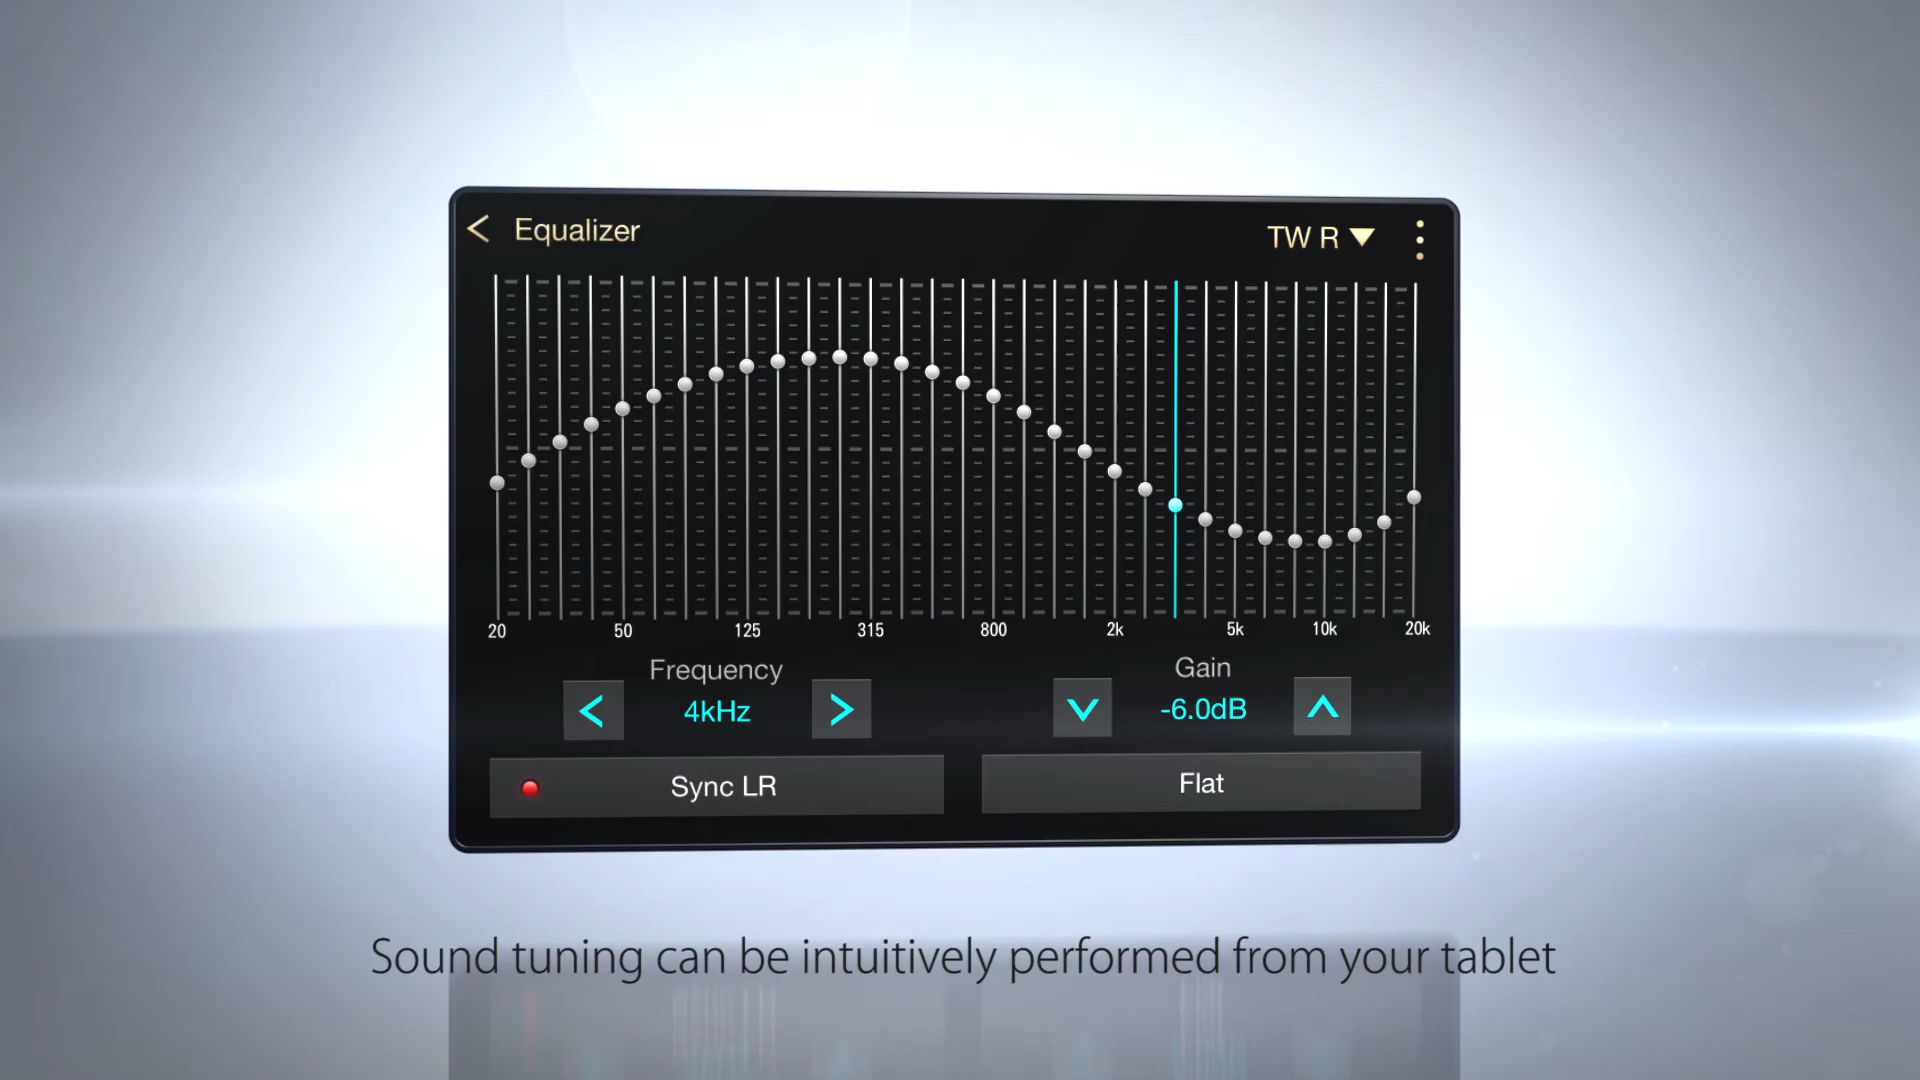 Equalizer
TW R
20 50 125 315 800 2k 5k 10k 20k
Frequency
4kHz
Gain
-6.0dB
Sync LR
Flat
Sound tuning can be intuitively performed from your tablet